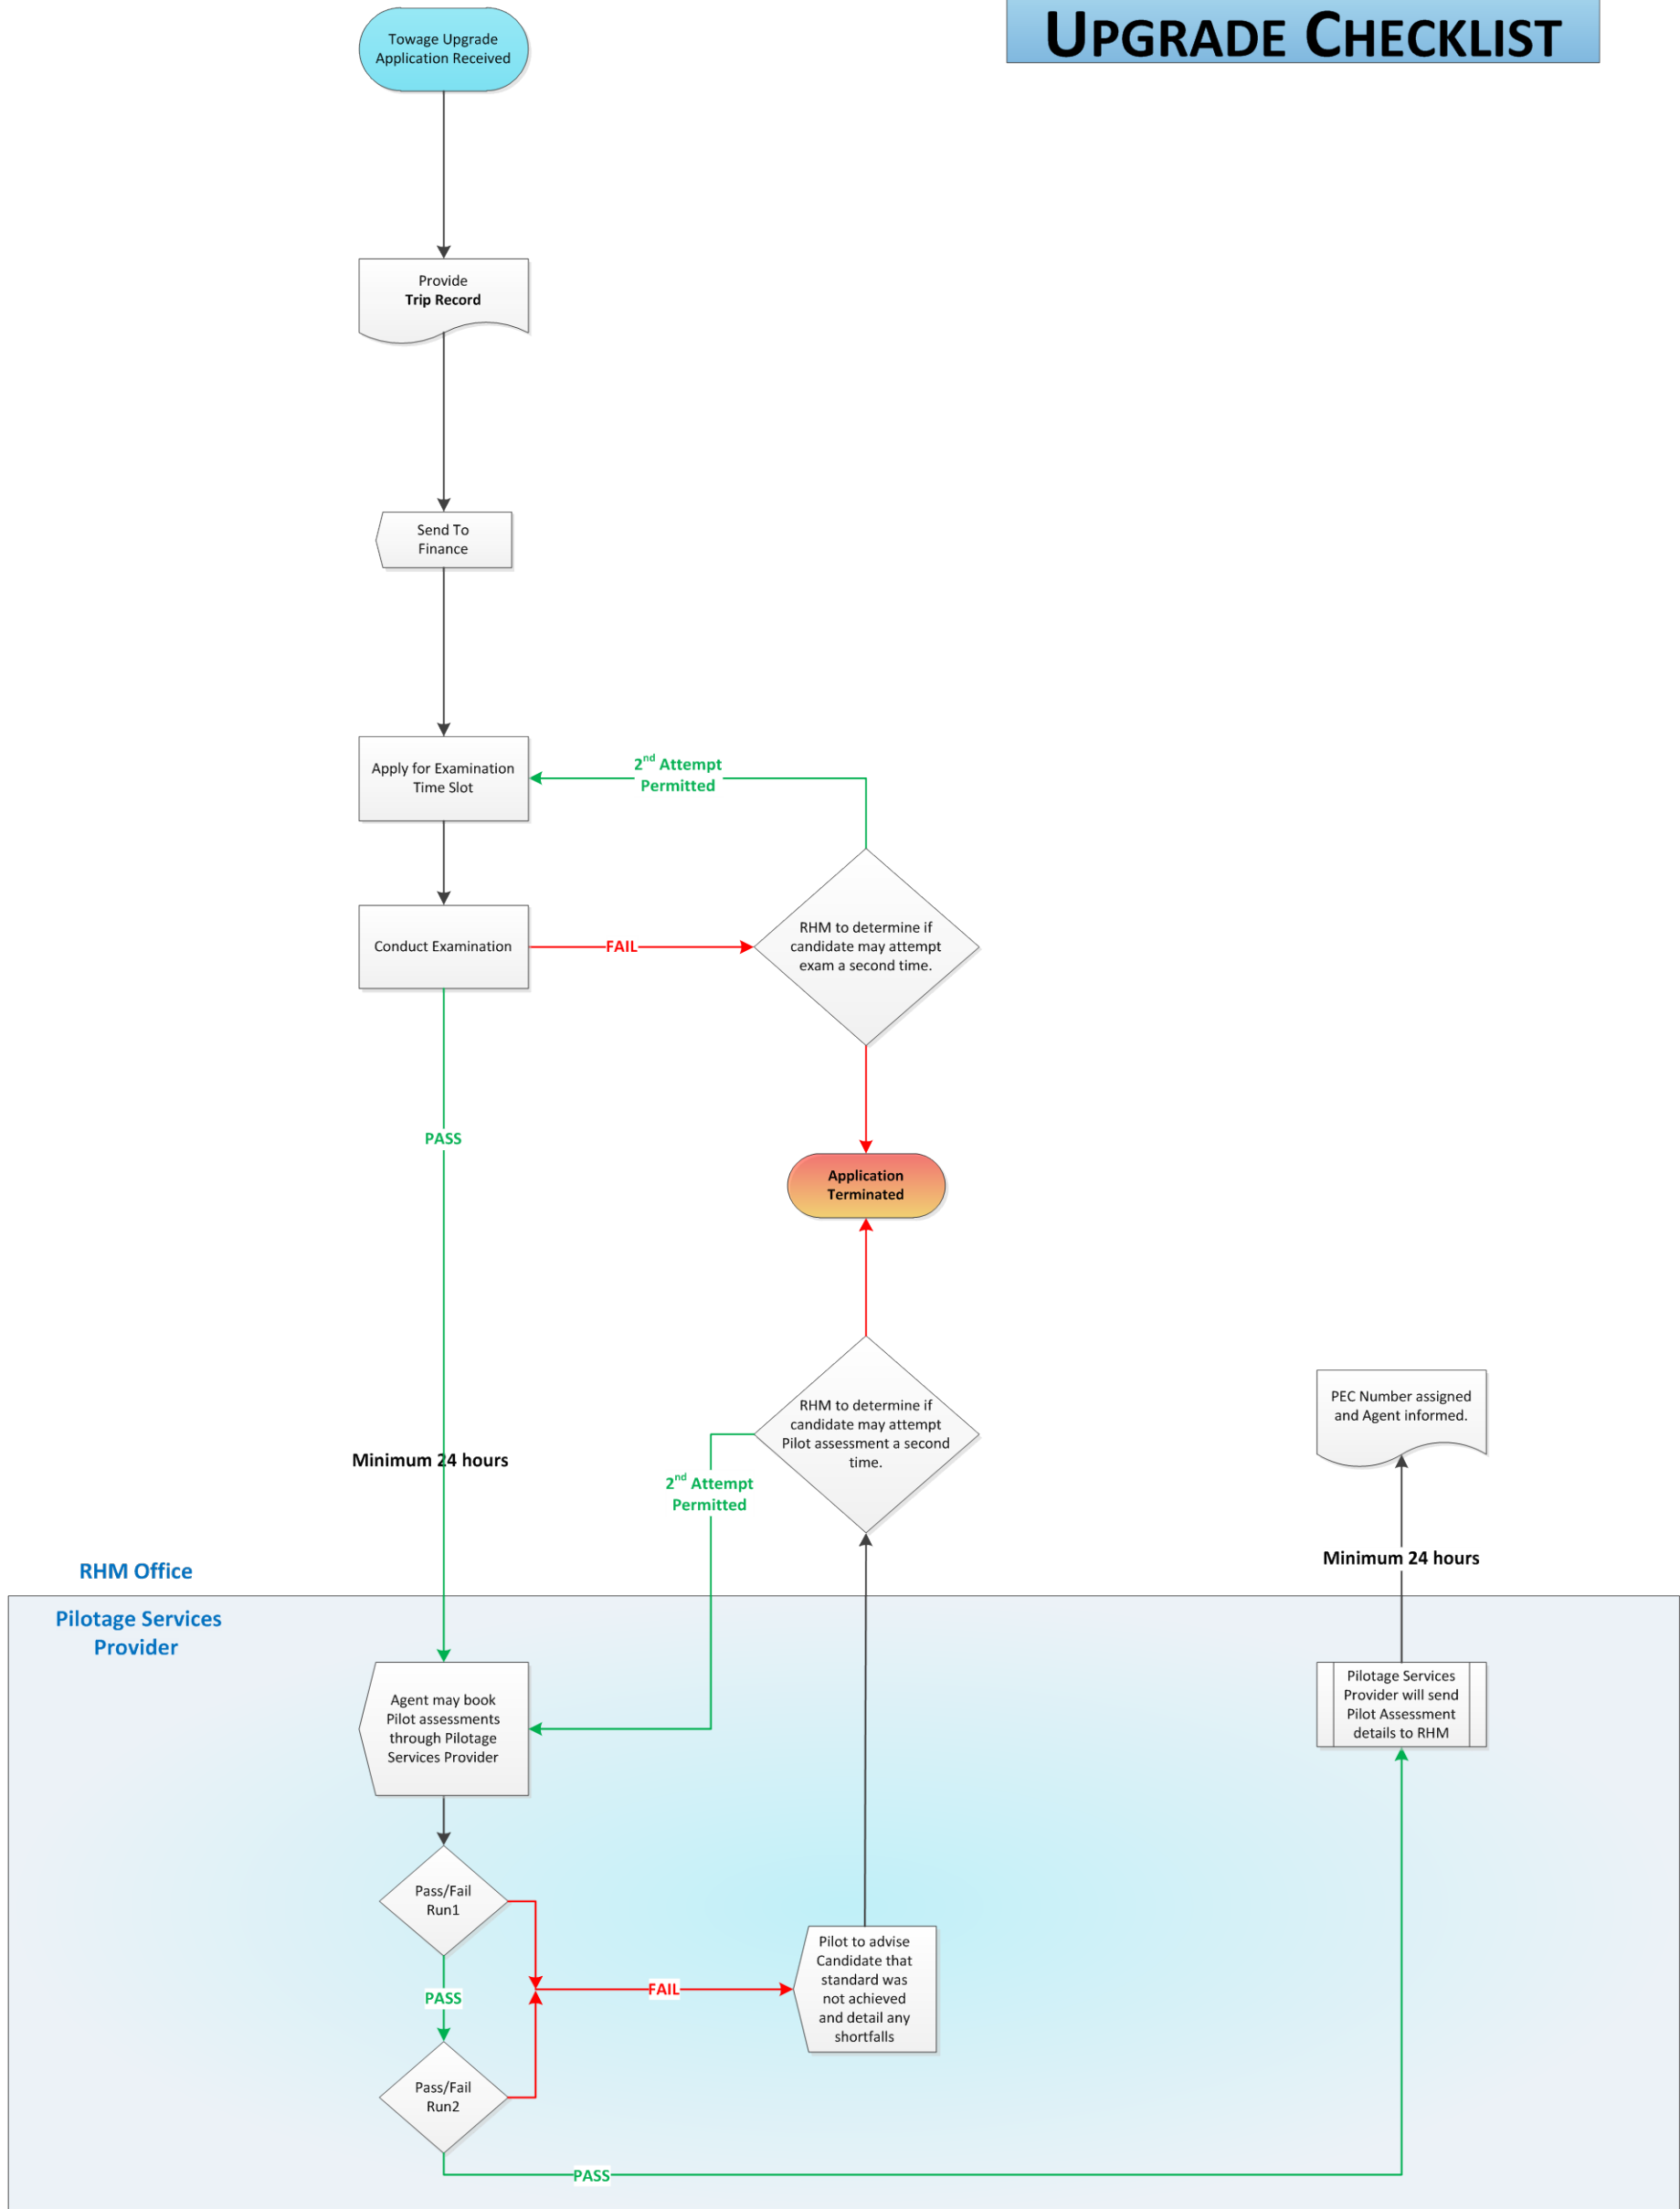 UPGRADE CHECKLIST
Towage Upgrade
Application Received
Provide
Trip Record
Send To
Finance
Apply for Examination
Time Slot
2nd Attempt
Permitted
Conduct Examination
FAIL
RHM to determine if
candidate may attempt
exam a second time.
PASS
Application
Terminated
RHM to determine if
candidate may attempt
Pilot assessment a second
time.
PEC Number assigned
and Agent informed.
Minimum 24 hours
2nd Attempt
Permitted
Minimum 24 hours
RHM Office
Pilotage Services
Provider
Agent may book
Pilot assessments
through Pilotage
Services Provider
Pilotage Services
Provider will send
Pilot Assessment
details to RHM
Pass/Fail
Run1
PASS
FAIL
Pilot to advise
Candidate that
standard was
not achieved
and detail any
shortfalls
Pass/Fail
Run2
PASS